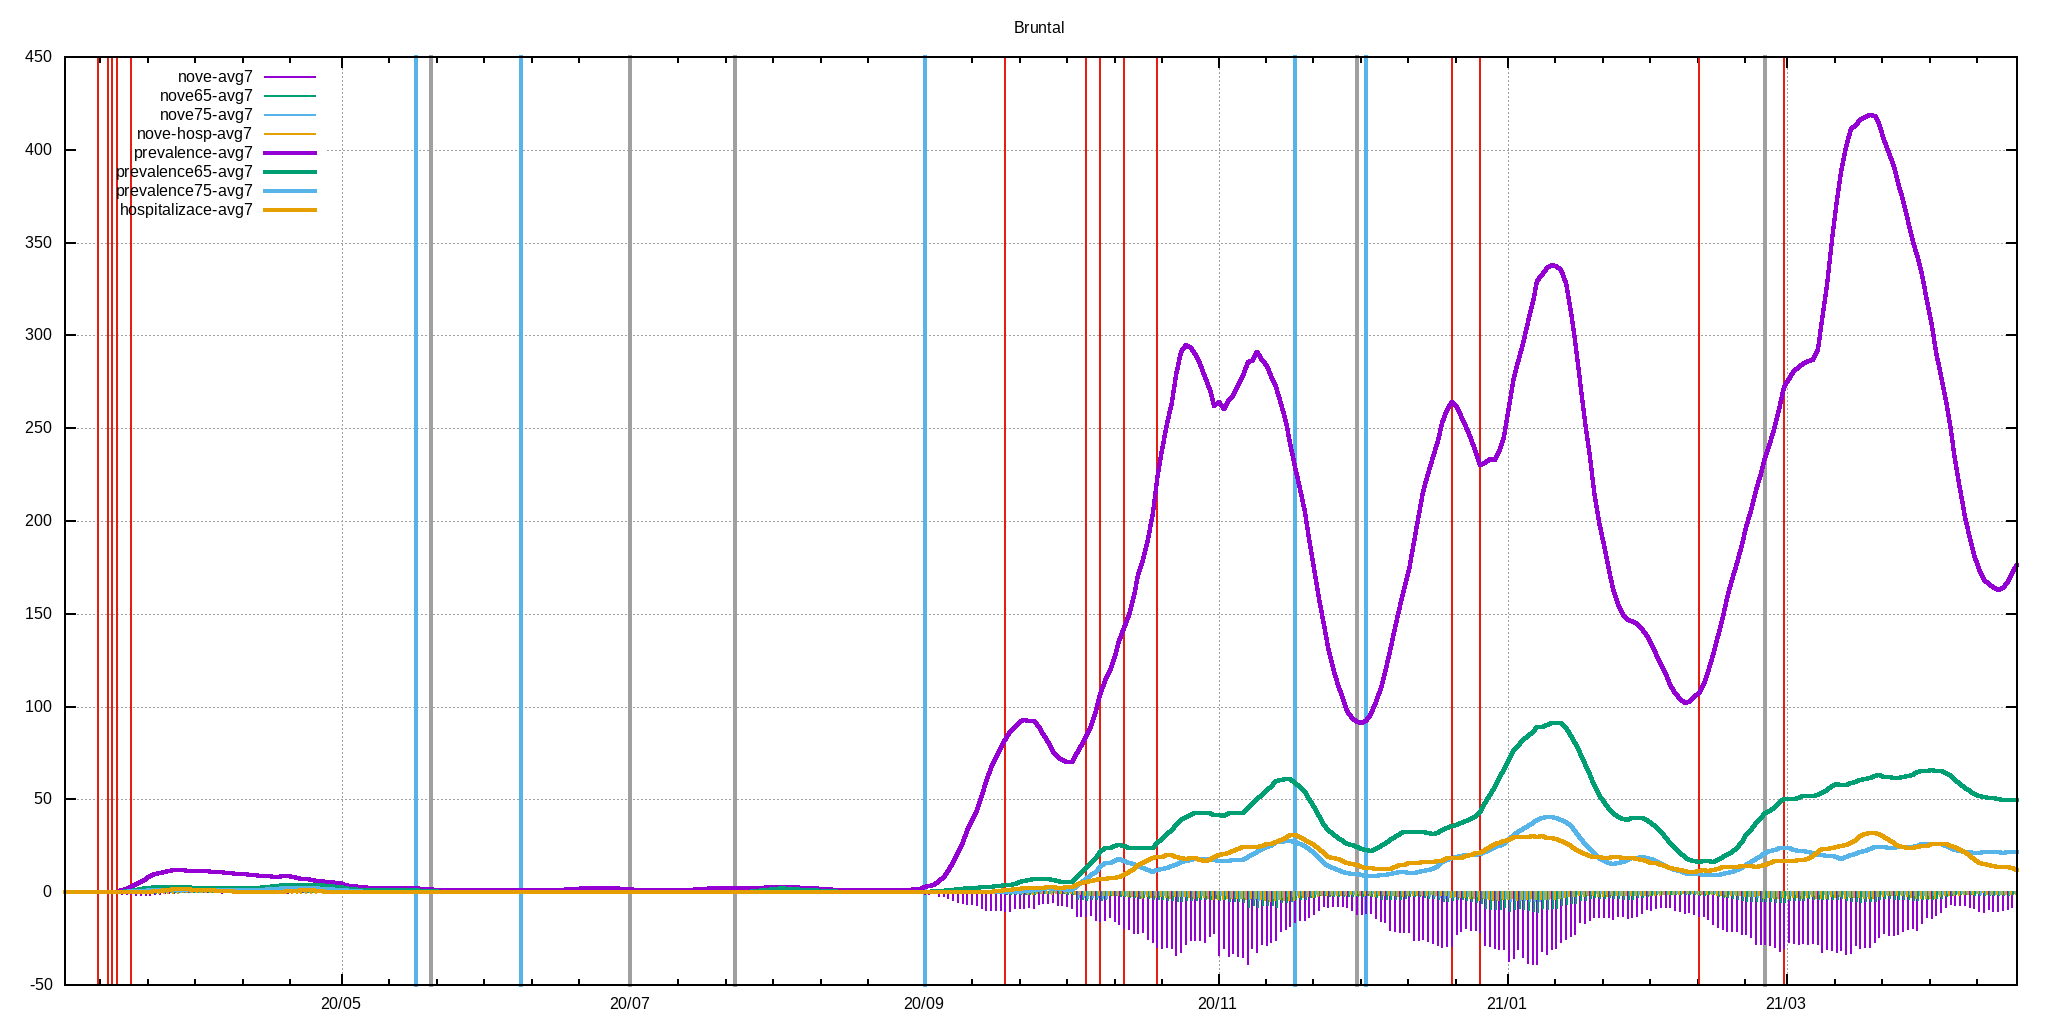 Bruntal
450
400
350
300
250
200
150
100
50
0
-50
nove-avg7
nove65-avg7
nove75-avg7
nove-hosp-avg7
prevalence-avg7
prevalence65-avg7
prevalence75-avg7
hospitalizace-avg7
20/05 20/07 20/09 20/11 21/01 21/03